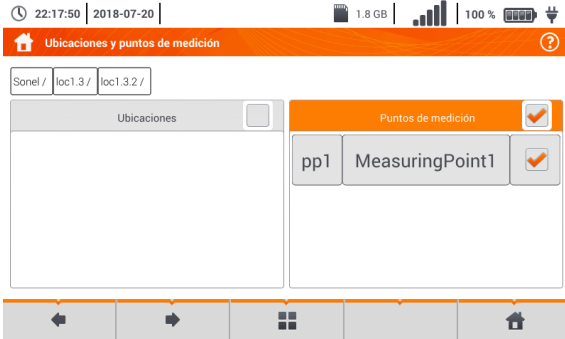 22:17:50 2018-07-20 1.8 GB 100 %
Ubicaciones y puntos de medición ?
Sonel / loc1.3 / loc1.3.2 /
Ubicaciones Puntos de medición
pp1 MeasuringPoint1